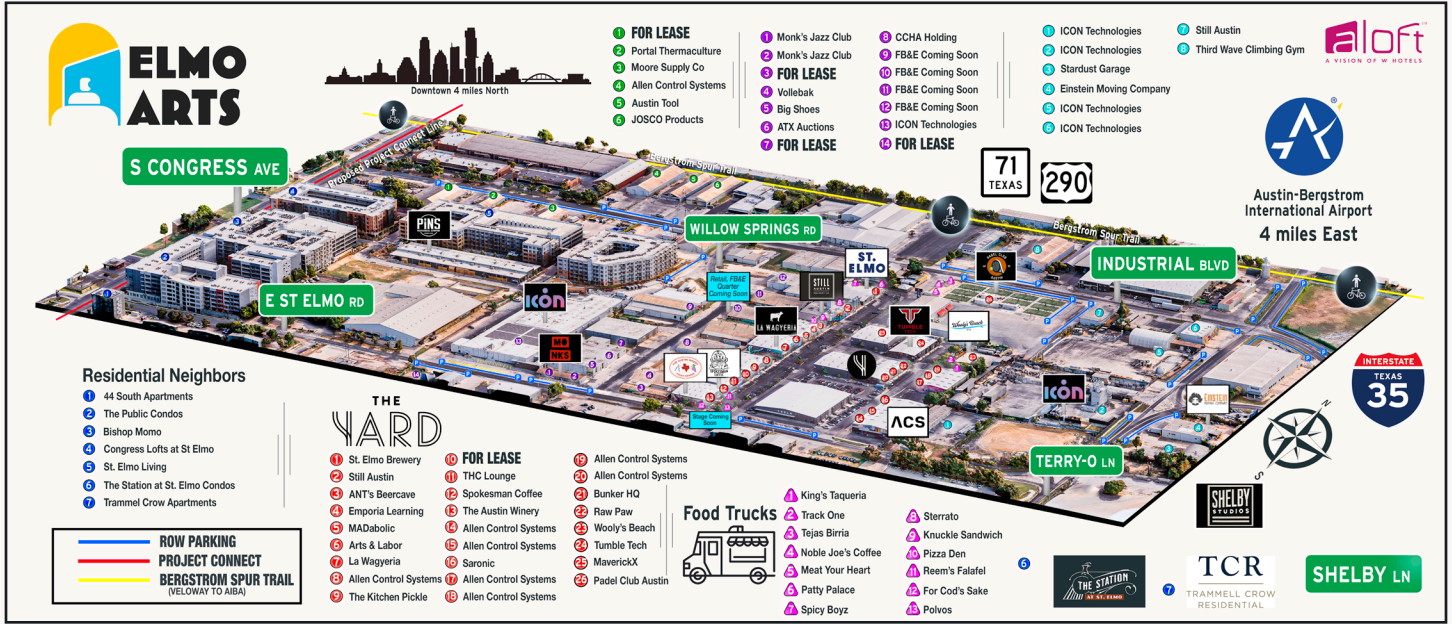 ELMO
ARTS
Downtown 4 miles North
1 FOR LEASE
2 Portal Thermaculture
3 Moore Supply Co
4 Allen Control Systems
5 Austin Tool
6 JOSCO Products
1 Monk's Jazz Club
2 Monk's Jazz Club
3 FOR LEASE
4 Vollebak
5 Big Shoes
6 ATX Auctions
7 FOR LEASE
8 CCHA Holding
9 FB&E Coming Soon
10 FB&E Coming Soon
11 FB&E Coming Soon
12 FB&E Coming Soon
13 ICON Technologies
14 FOR LEASE
1 ICON Technologies
2 ICON Technologies
3 Stardust Garage
4 Einstein Moving Company
5 ICON Technologies
6 ICON Technologies
7 Still Austin
8 Third Wave Climbing Gym
aloft
A VISION OF W HOTELS
Austin-Bergstrom
International Airport
4 miles East
71
TEXAS
290
S CONGRESS AVE
Proposed Project Connect Line
Bergstrom Spur Trail
Bergstrom Spur Trail
WILLOW SPRINGS RD
INDUSTRIAL BLVD
E ST ELMO RD
TERRY-O LN
PINS
ICON
MO
NKS
Retail, FB&E
Quarter
Coming Soon
STILL
AUSTIN
ST.
ELMO
LA WAGYERIA
TUMBLE
Wooly's Beach
ICON
ACS
EINSTEIN
Stage Coming
Soon
INTERSTATE
TEXAS
35
N
S
Residential Neighbors
1 44 South Apartments
2 The Public Condos
3 Bishop Momo
4 Congress Lofts at St Elmo
5 St. Elmo Living
6 The Station at St. Elmo Condos
7 Trammel Crow Apartments
ROW PARKING
PROJECT CONNECT
BERGSTROM SPUR TRAIL
(VELOWAY TO AIBA)
THE
YARD
1 St. Elmo Brewery
2 Still Austin
3 ANT's Beercave
4 Emporia Learning
5 MADabolic
6 Arts & Labor
7 La Wagyeria
8 Allen Control Systems
9 The Kitchen Pickle
10 FOR LEASE
11 THC Lounge
12 Spokesman Coffee
13 The Austin Winery
14 Allen Control Systems
15 Allen Control Systems
16 Saronic
17 Allen Control Systems
18 Allen Control Systems
19 Allen Control Systems
20 Allen Control Systems
21 Bunker HQ
22 Raw Paw
23 Wooly's Beach
24 Tumble Tech
25 MaverickX
26 Padel Club Austin
Food Trucks
1 King's Taqueria
2 Track One
3 Tejas Birria
4 Noble Joe's Coffee
5 Meat Your Heart
6 Patty Palace
7 Spicy Boyz
8 Sterrato
9 Knuckle Sandwich
10 Pizza Den
11 Reem's Falafel
12 For God's Sake
13 Polvos
SHELBY
STUDIOS
6
THE STATION
AT ST. ELMO
7
TCR
TRAMMELL CROW
RESIDENTIAL
SHELBY LN